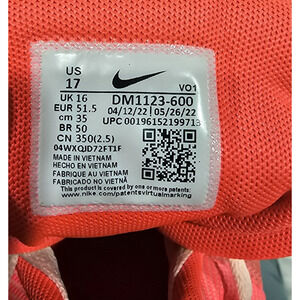 US
17
VO1
UK 16
EUR 51.5
cm 35
BR 50
CN 350(2.5)
DM1123-600
04/12/22 05/26/22
UPC 00196152199713
04WXQJD72FT1F
MADE IN VIETNAM
HECHO EN VIETNAM
FABRIQUÉ AU VIETNAM
FABRICADO NO VIETNÃ
This product is covered by
one or more patents
www.nike.com/patentsvirtualmarking